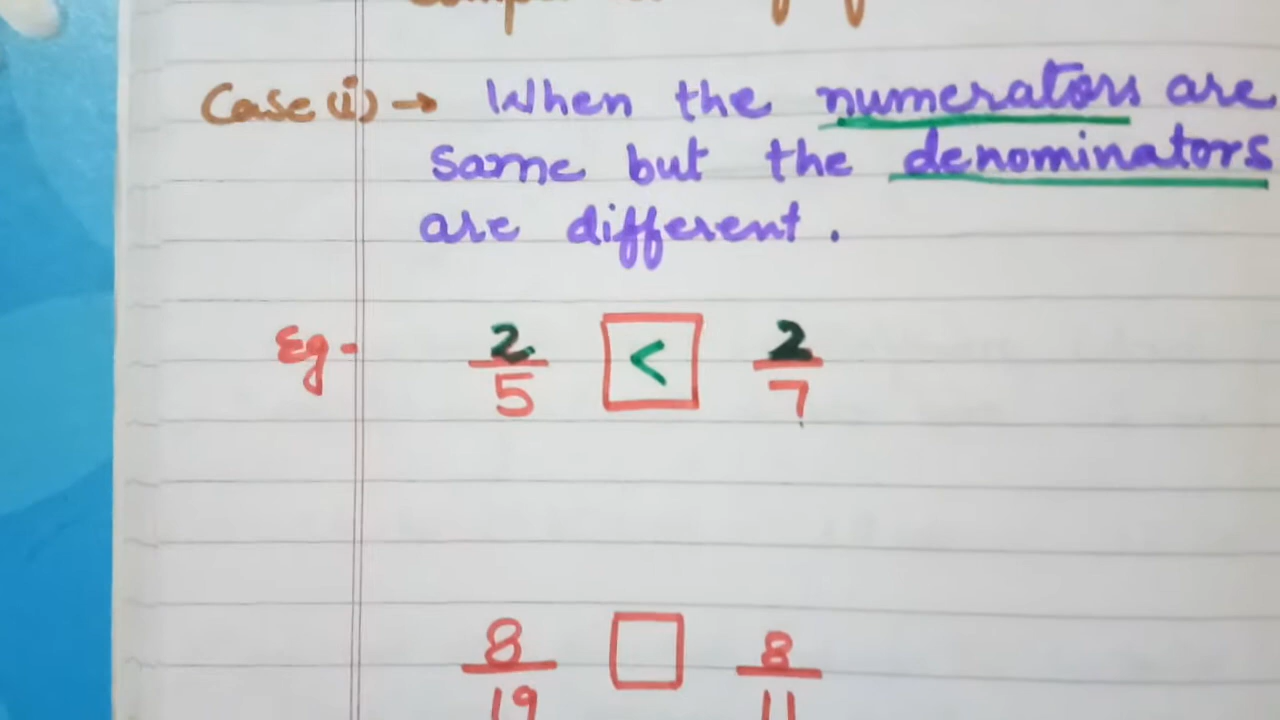 Case (i) → When the numerators are
same but the denominators
are different.
Eg - 2/5 < 2/7
8/19 □ 8/11